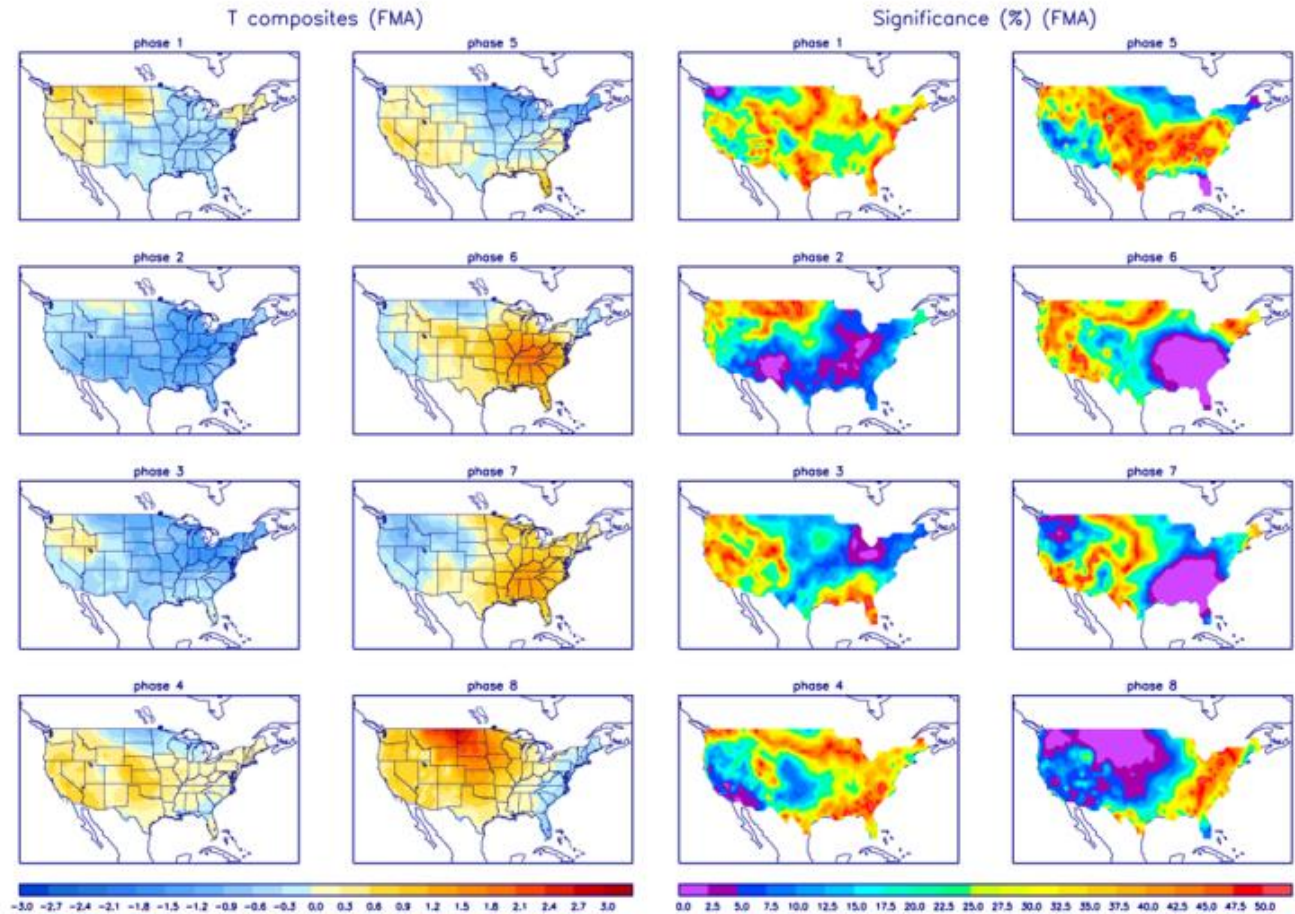 T composites (FMA) Significance (%) (FMA)
phase 1 phase 5 phase 1 phase 5
phase 2 phase 6 phase 2 phase 6
phase 3 phase 7 phase 3 phase 7
phase 4 phase 8 phase 4 phase 8
-3.0 -2.7 -2.4 -2.1 -1.8 -1.5 -1.2 -0.9 -0.6 -0.3 0.0 0.3 0.6 0.9 1.2 1.5 1.8 2.1 2.4 2.7 3.0 0.0 2.5 5.0 7.5 10.0 12.5 15.0 17.5 20.0 22.5 25.0 27.5 30.0 32.5 35.0 37.5 40.0 42.5 45.0 47.5 50.0